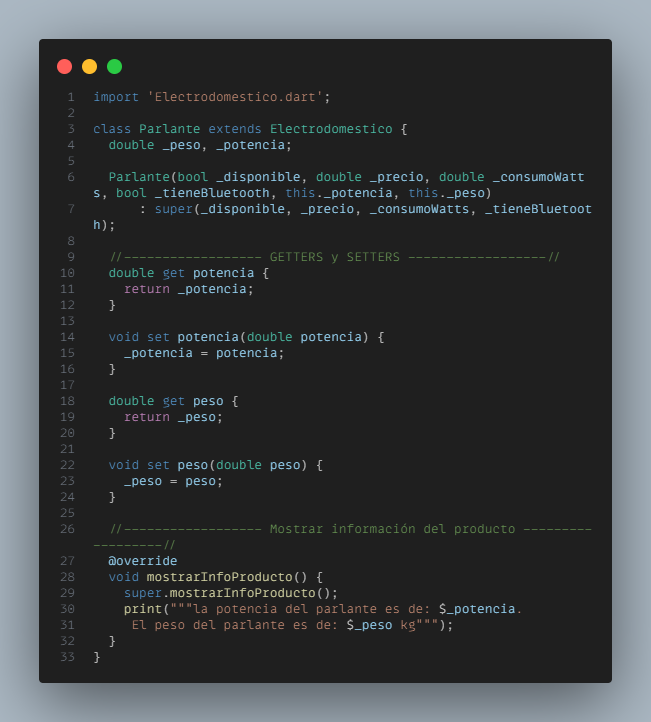 1 import 'Electrodomestico.dart';
2
3 class Parlante extends Electrodomestico {
4 double _peso, _potencia;
5
6 Parlante(bool _disponible, double _precio, double _consumoWatt
s, bool _tieneBluetooth, this._potencia, this._peso)
7 : super(_disponible, _precio, _consumoWatts, _tieneBluetoot
h);
8
9 //------------------ GETTERS y SETTERS ------------------//
10 double get potencia {
11 return _potencia;
12 }
13
14 void set potencia(double potencia) {
15 _potencia = potencia;
16 }
17
18 double get peso {
19 return _peso;
20 }
21
22 void set peso(double peso) {
23 _peso = peso;
24 }
25
26 //------------------ Mostrar información del producto ---------
---------//
27 @override
28 void mostrarInfoProducto() {
29 super.mostrarInfoProducto();
30 print("""la potencia del parlante es de: $_potencia.
31 El peso del parlante es de: $_peso kg""");
32 }
33 }